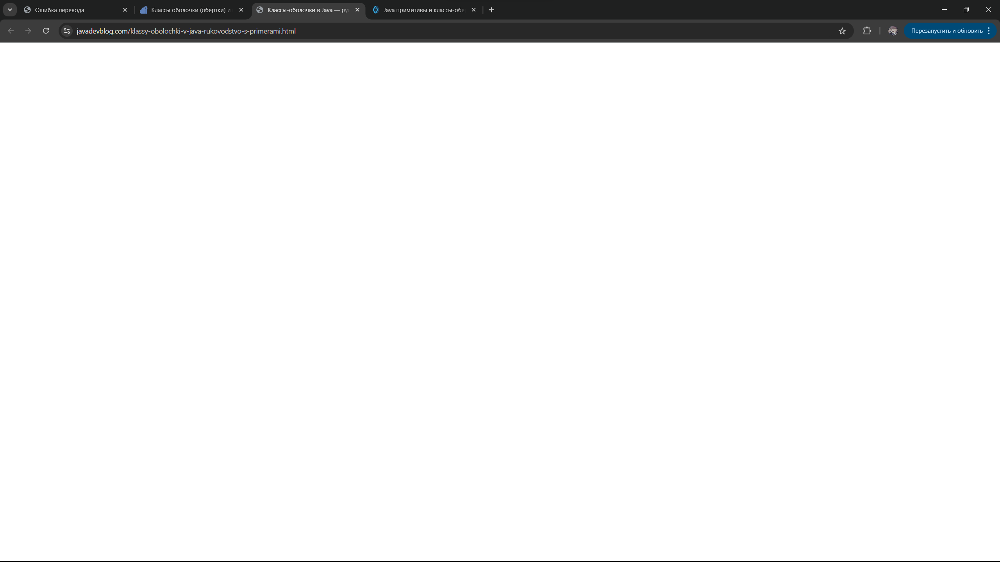 Ошибка перевода
Классы оболочки (обертки) и
Классы-оболочки в Java — ру
Java примитивы и классы-обе
javadevblog.com/klassy-obolochki-v-java-rukovodstvo-s-primerami.html
Перезапустить и обновить